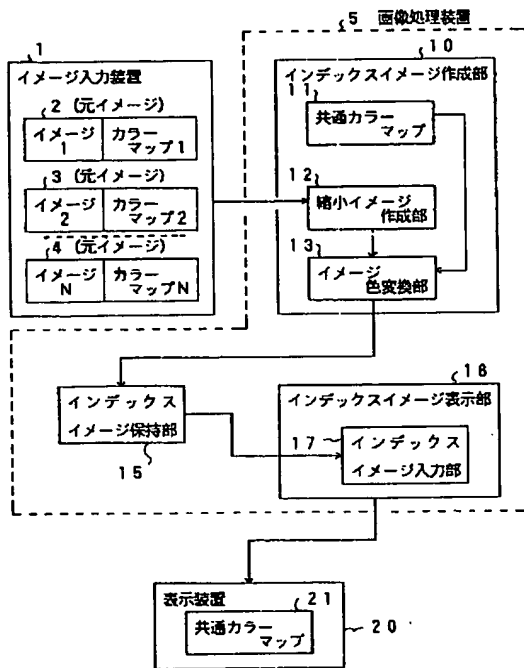 5 画像処理装置
1
イメージ入力装置
2 (元イメージ)
イメージ
1
カラー
マップ1
3 (元イメージ)
イメージ
2
カラー
マップ2
4 (元イメージ)
イメージ
N
カラー
マップN
10
インデックスイメージ作成部
11
共通カラー
マップ
12
縮小イメージ
作成部
13
イメージ
色変換部
インデックス
イメージ保持部
15
16
インデックスイメージ表示部
17
インデックス
イメージ入力部
表示装置
21
共通カラー
マップ
20